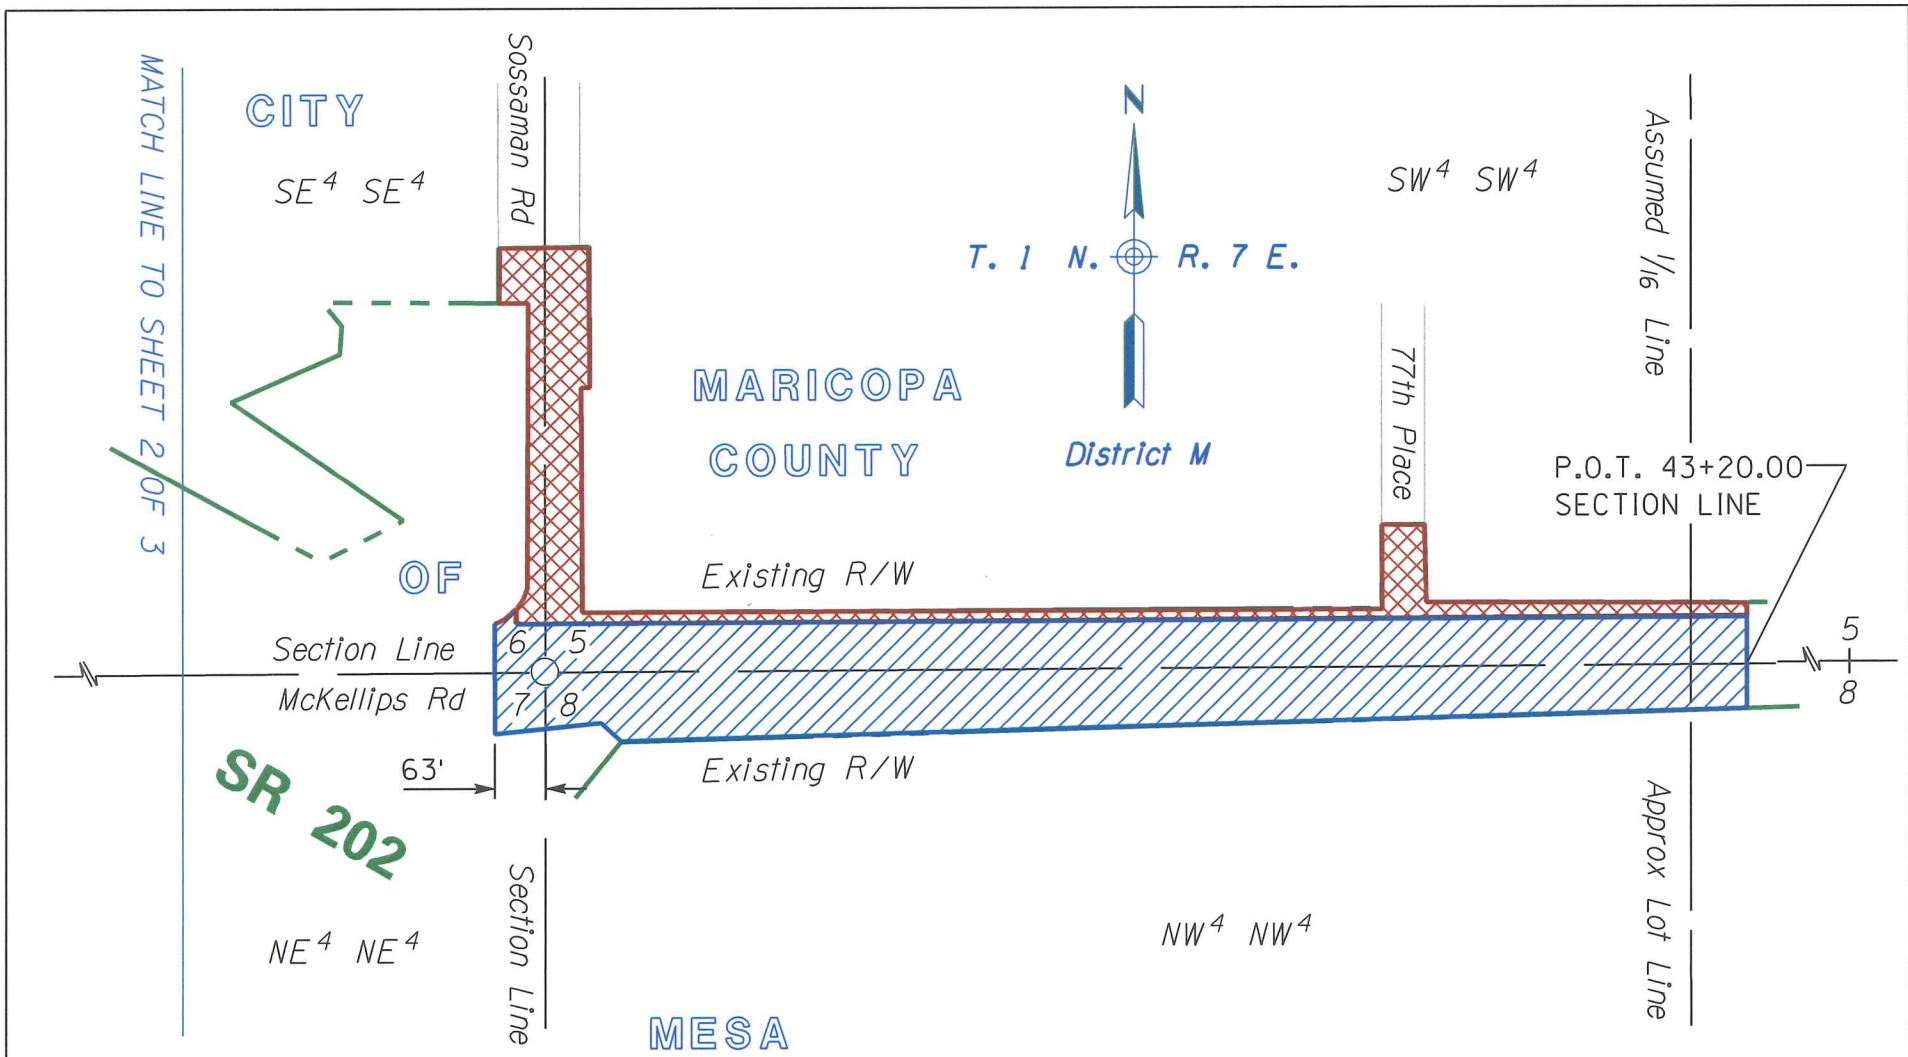 MATCH LINE TO SHEET 2 OF 3
CITY
SE⁴ SE⁴
Sossaman Rd
N
T. 1 N. R. 7 E.
District M
SW⁴ SW⁴
Assumed 1/16 Line
MARICOPA
COUNTY
77th Place
P.O.T. 43+20.00
SECTION LINE
OF
Existing R/W
Section Line
McKellips Rd
6 5
7 8
5
8
63'
Existing R/W
SR 202
NE⁴ NE⁴
Section Line
NW⁴ NW⁴
Approx Lot Line
MESA